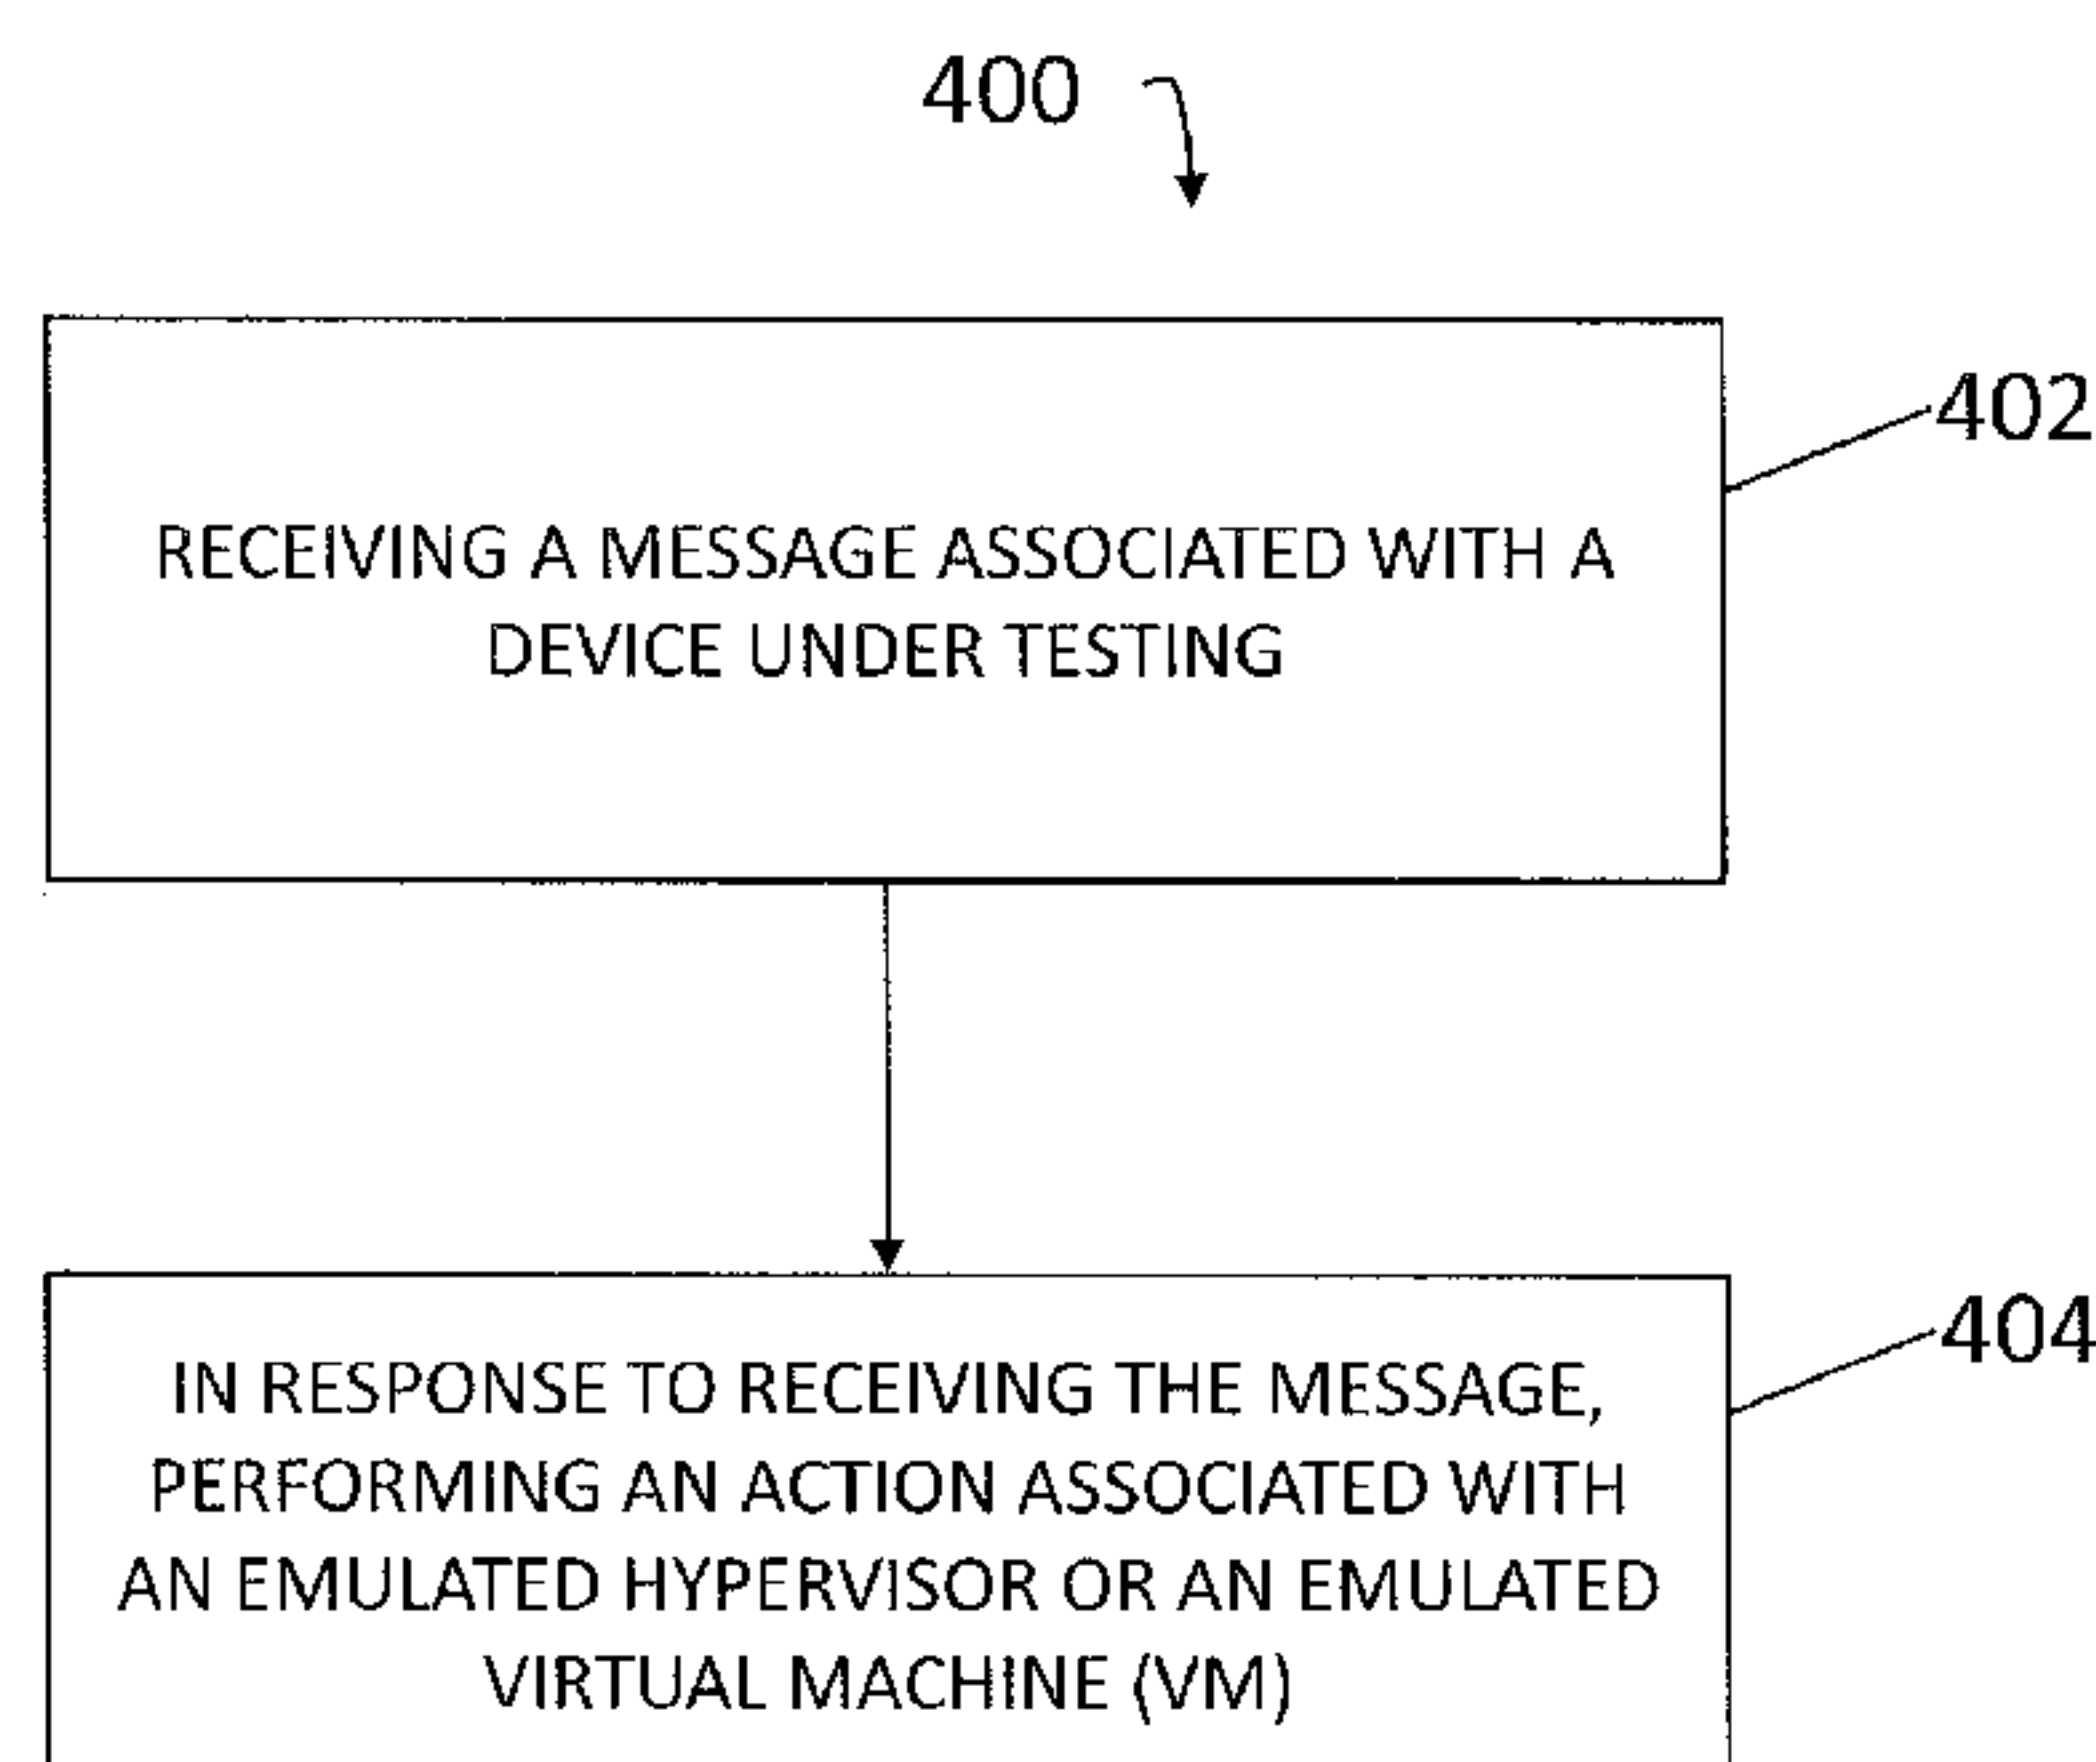 400
402
RECEIVING A MESSAGE ASSOCIATED WITH A
DEVICE UNDER TESTING
404
IN RESPONSE TO RECEIVING THE MESSAGE,
PERFORMING AN ACTION ASSOCIATED WITH
AN EMULATED HYPERVISOR OR AN EMULATED
VIRTUAL MACHINE (VM)